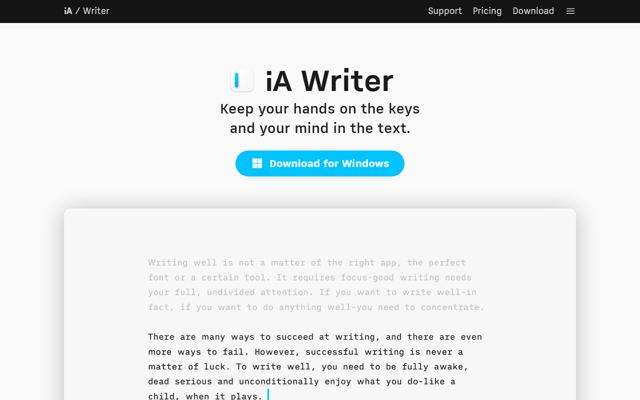 iA / Writer
Support Pricing Download
iA Writer
Keep your hands on the keys
and your mind in the text.
Download for Windows
Writing well is not a matter of the right app, the perfect
font or a certain tool. It requires focus-good writing needs
your full, undivided attention. If you want to write well-in
fact, if you want to do anything well-you need to concentrate.
There are many ways to succeed at writing, and there are even
more ways to fail. However, successful writing is never a
matter of luck. To write well, you need to be fully awake,
dead serious and unconditionally enjoy what you do-like a
child, when it plays.